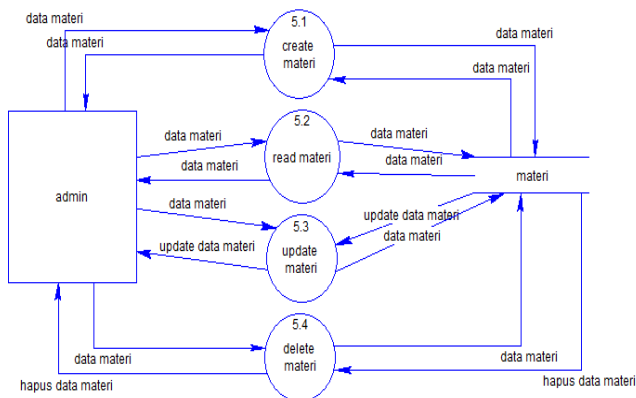 data materi
data materi
5.1
create
materi
data materi
data materi
data materi
data materi
5.2
read materi
data materi
data materi
admin
materi
data materi
update data materi
5.3
update
materi
update data materi
data materi
data materi
hapus data materi
5.4
delete
materi
data materi
hapus data materi